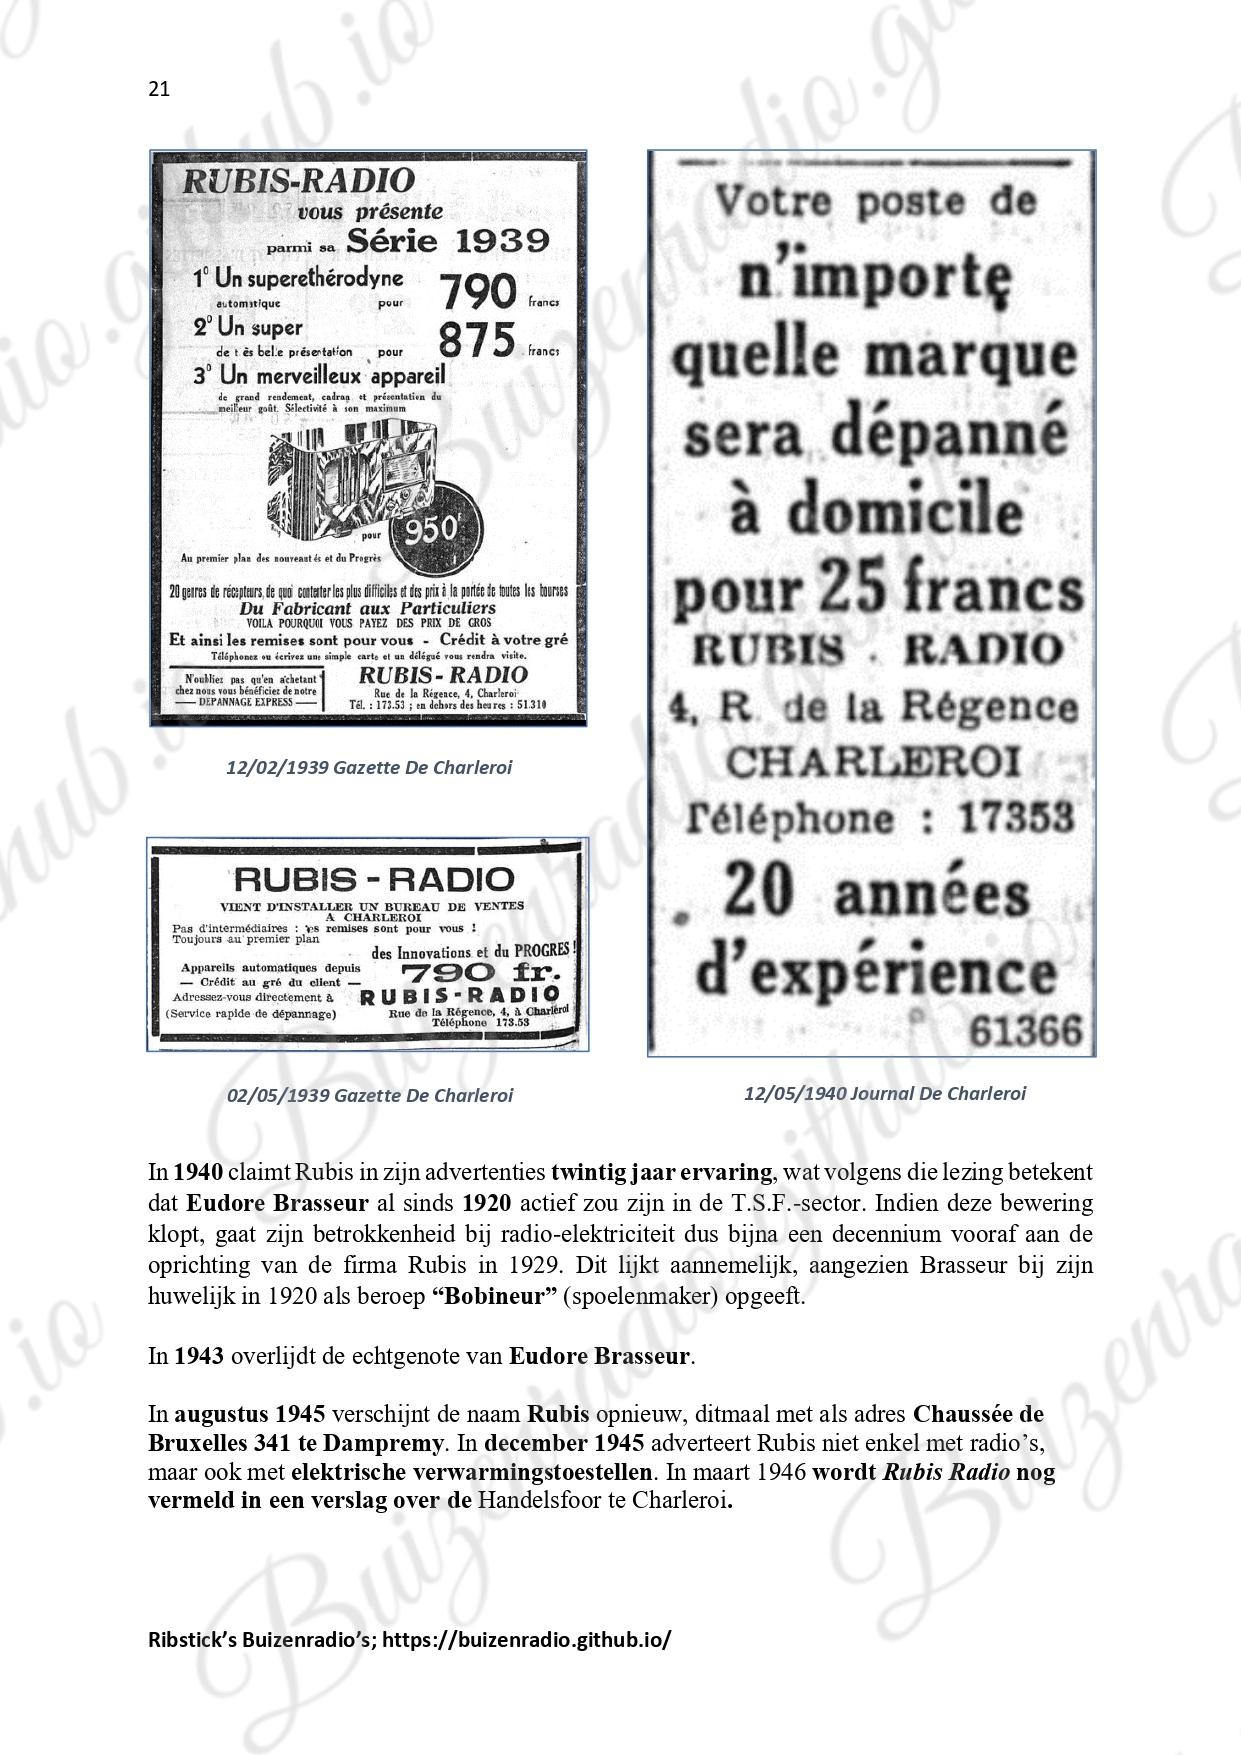 21
RUBIS-RADIO
vous présente
parmi sa Série 1939
1° Un superethérodyne
automatique pour 790 francs
2° Un super
de très belle présentation pour 875 francs
3° Un merveilleux appareil
de grand rendement, cadran et présentation du
meilleur goût. Sélectivité à son maximum
pour 950
Au premier plan des nouveautés et du Progrès
20 genres de récepteurs, de quoi contenter les plus difficiles et des prix à la portée de toutes les bourses
Du Fabricant aux Particuliers
VOILA POURQUOI VOUS PAYEZ DES PRIX DE GROS
Et ainsi les remises sont pour vous - Crédit à votre gré
Téléphonez ou écrivez une simple carte et un délégué vous rendra visite.
N'oubliez pas qu'en achetant
chez nous vous bénéficiez de notre
— DEPANNAGE EXPRESS —
RUBIS-RADIO
Rue de la Régence, 4, Charleroi
Tél. : 173.53 ; en dehors des heures : 51.310
12/02/1939 Gazette De Charleroi
RUBIS - RADIO
VIENT D'INSTALLER UN BUREAU DE VENTES
A CHARLEROI
Pas d'intermédiaires : les remises sont pour vous !
Toujours au premier plan
des Innovations et du PROGRES !
Appareils automatiques depuis 790 fr.
— Crédit au gré du client —
Adressez-vous directement à RUBIS-RADIO
(Service rapide de dépannage) Rue de la Régence, 4, à Charleroi
Téléphone 173.53
02/05/1939 Gazette De Charleroi
Votre poste de
n'importe
quelle marque
sera dépanné
à domicile
pour 25 francs
RUBIS . RADIO
4, R. de la Régence
CHARLEROI
Téléphone : 17353
20 années
d'expérience
61366
12/05/1940 Journal De Charleroi
In 1940 claimt Rubis in zijn advertenties twintig jaar ervaring, wat volgens die lezing betekent
dat Eudore Brasseur al sinds 1920 actief zou zijn in de T.S.F.-sector. Indien deze bewering
klopt, gaat zijn betrokkenheid bij radio-elektriciteit dus bijna een decennium vooraf aan de
oprichting van de firma Rubis in 1929. Dit lijkt aannemelijk, aangezien Brasseur bij zijn
huwelijk in 1920 als beroep “Bobineur” (spoelenmaker) opgeeft.
In 1943 overlijdt de echtgenote van Eudore Brasseur.
In augustus 1945 verschijnt de naam Rubis opnieuw, ditmaal met als adres Chaussée de
Bruxelles 341 te Dampremy. In december 1945 adverteert Rubis niet enkel met radio’s,
maar ook met elektrische verwarmingstoestellen. In maart 1946 wordt Rubis Radio nog
vermeld in een verslag over de Handelsfoor te Charleroi.
Ribstick’s Buizenradio’s; https://buizenradio.github.io/
Buizenradio.github.io